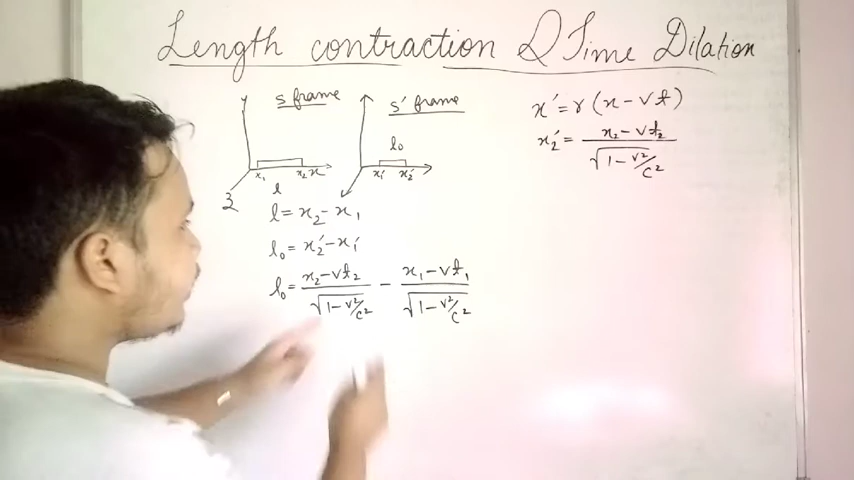 Length contraction & Time Dilation
y s frame s' frame
x₁ l x₂ x
z
l₀
x₁' x₂'
l = x₂ - x₁
l₀ = x₂' - x₁'
l₀ = (x₂ - vt₂)/√(1 - v²/c²) - (x₁ - vt₁)/√(1 - v²/c²)
x' = γ (x - vt)
x₂' = (x₂ - vt₂)/√(1 - v²/c²)